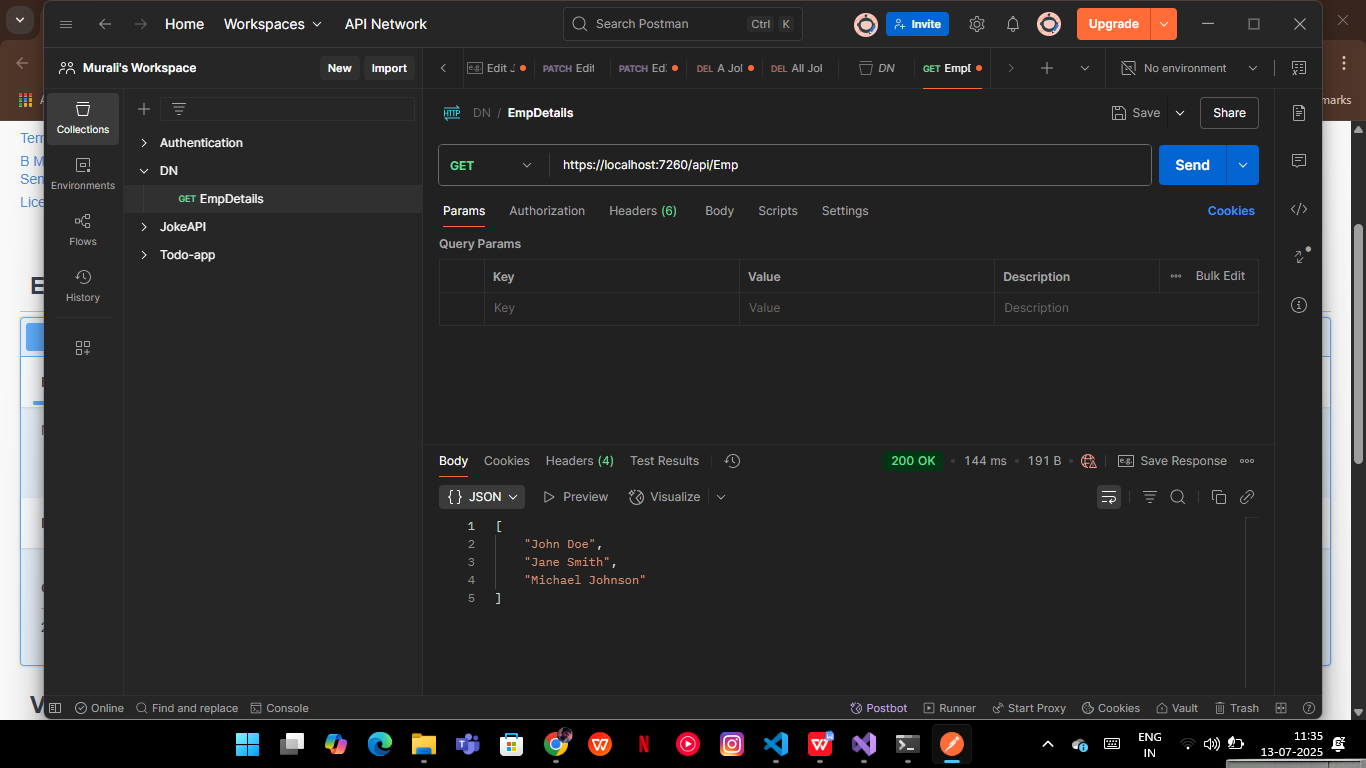 Home
Workspaces
API Network
Search Postman
Ctrl
K
Invite
Upgrade
Murali's Workspace
New
Import
Edit J
PATCH Edit
PATCH Ed
DEL A Jol
DEL All Jol
DN
GET Emp
No environment
Collections
Environments
Flows
History
Authentication
DN
GET EmpDetails
JokeAPI
Todo-app
HTTP
DN / EmpDetails
Save
Share
GET
https://localhost:7260/api/Emp
Send
Params
Authorization
Headers (6)
Body
Scripts
Settings
Cookies
Query Params
Key
Value
Description
Bulk Edit
Key
Value
Description
Body
Cookies
Headers (4)
Test Results
200 OK
144 ms
191 B
e.g.
Save Response
{} JSON
Preview
Visualize
1 [
2 "John Doe",
3 "Jane Smith",
4 "Michael Johnson"
5 ]
Online
Find and replace
Console
Postbot
Runner
Start Proxy
Cookies
Vault
Trash
ENG
IN
11:35
13-07-2025